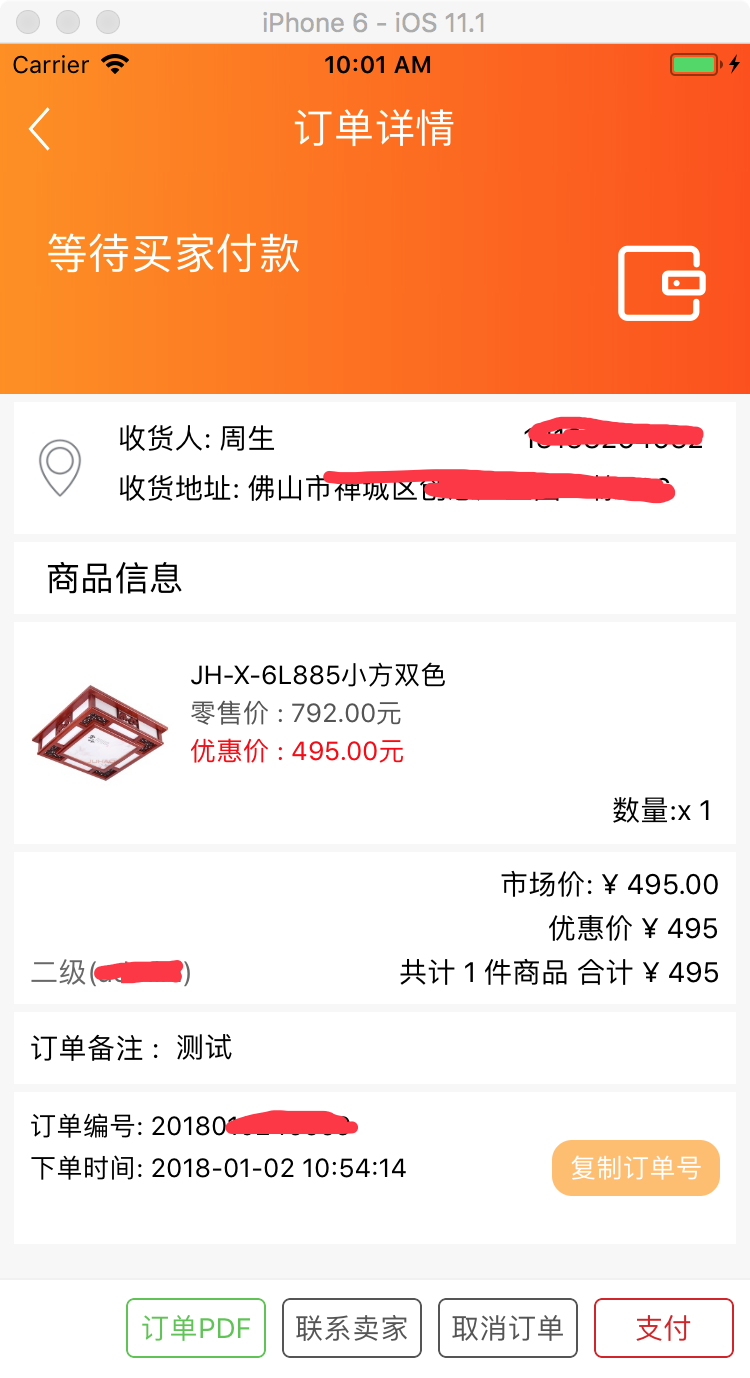 iPhone 6 - iOS 11.1
Carrier 10:01 AM
订单详情
等待买家付款
收货人: 周生
收货地址: 佛山市禅城区
商品信息
JH-X-6L885小方双色
零售价 : 792.00元
优惠价 : 495.00元
数量:x 1
市场价: ¥ 495.00
优惠价 ¥ 495
二级( )
共计 1 件商品 合计 ¥ 495
订单备注 : 测试
订单编号: 20180
下单时间: 2018-01-02 10:54:14
复制订单号
订单PDF 联系卖家 取消订单 支付